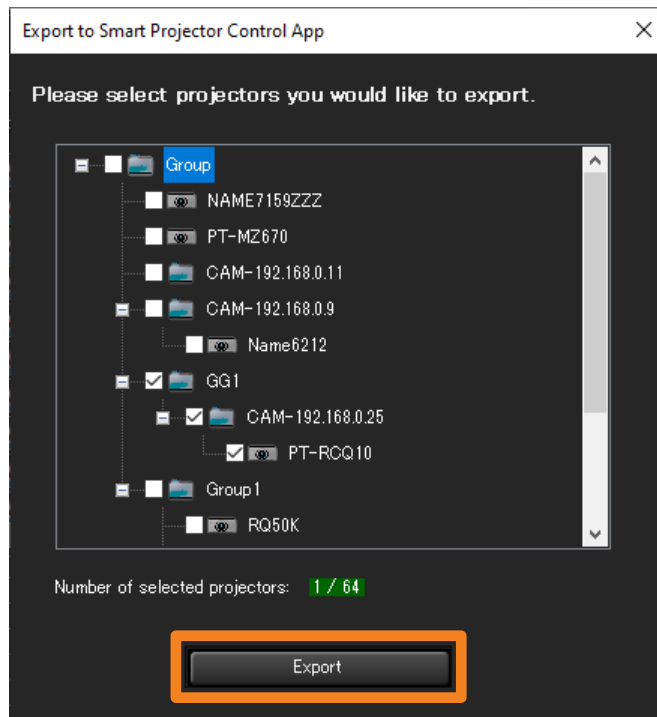 Export to Smart Projector Control App
Please select projectors you would like to export.
Group
NAME7159ZZZ
PT-MZ670
CAM-192.168.0.11
CAM-192.168.0.9
Name6212
GG1
CAM-192.168.0.25
PT-RCQ10
Group1
RQ50K
Number of selected projectors: 1 / 64
Export